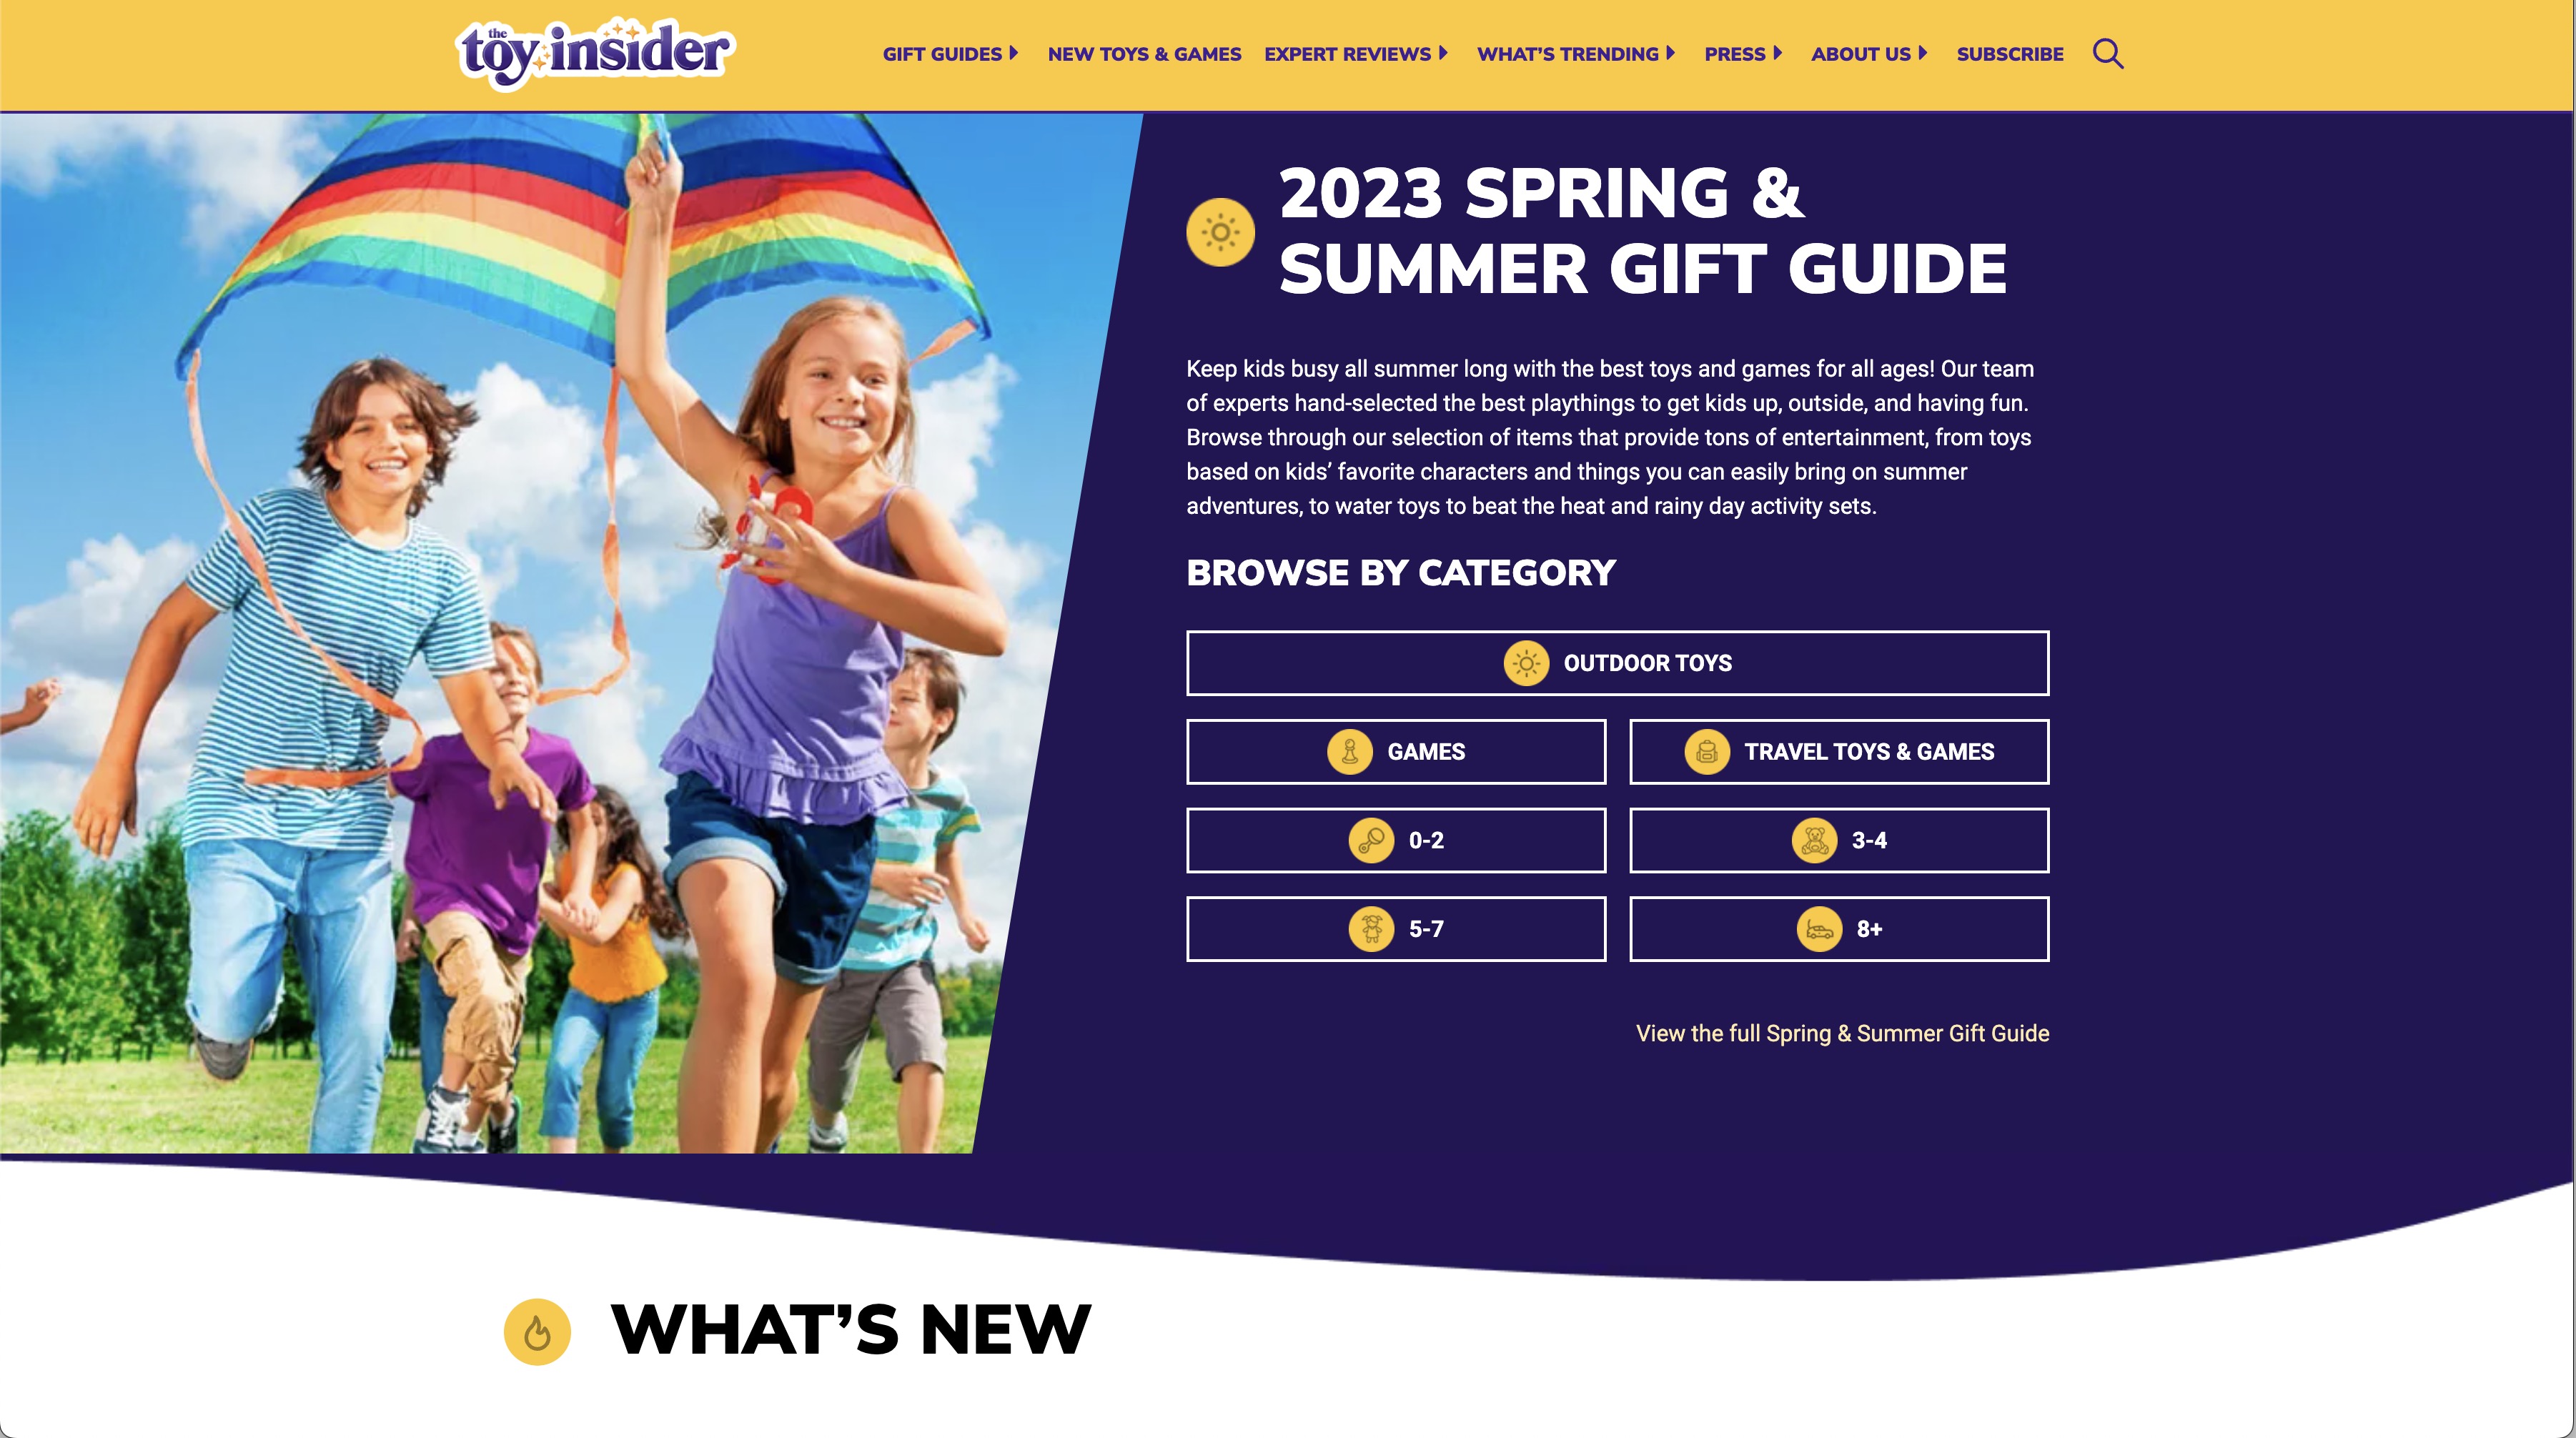 the
toy insider
GIFT GUIDES
NEW TOYS & GAMES
EXPERT REVIEWS
WHAT’S TRENDING
PRESS
ABOUT US
SUBSCRIBE
2023 SPRING &
SUMMER GIFT GUIDE
Keep kids busy all summer long with the best toys and games for all ages! Our team
of experts hand-selected the best playthings to get kids up, outside, and having fun.
Browse through our selection of items that provide tons of entertainment, from toys
based on kids’ favorite characters and things you can easily bring on summer
adventures, to water toys to beat the heat and rainy day activity sets.
BROWSE BY CATEGORY
OUTDOOR TOYS
GAMES
TRAVEL TOYS & GAMES
0-2
3-4
5-7
8+
View the full Spring & Summer Gift Guide
WHAT’S NEW